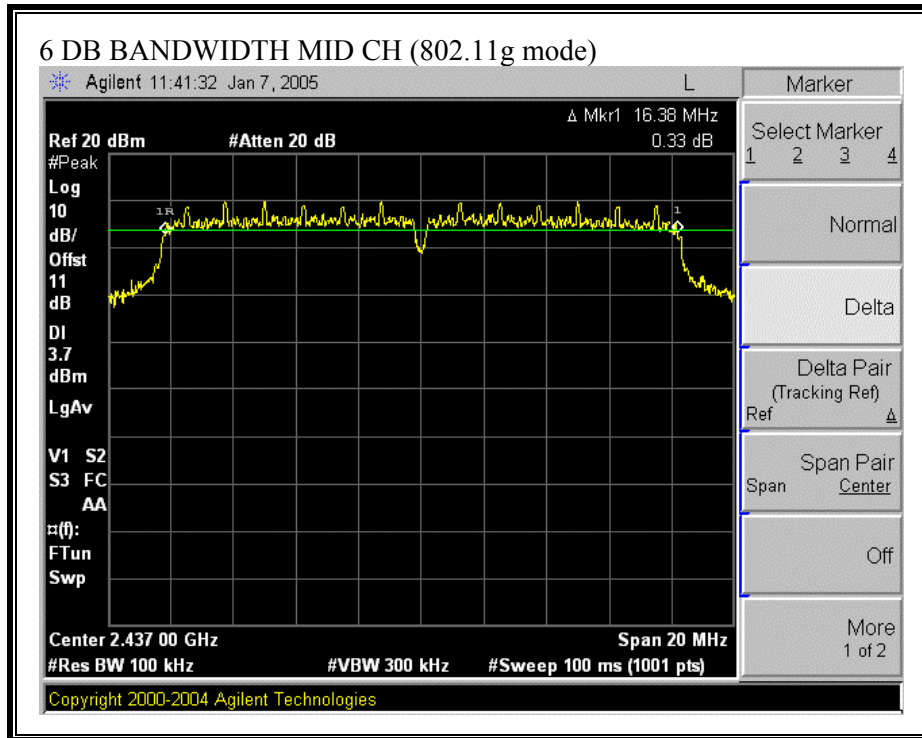 6 DB BANDWIDTH MID CH (802.11g mode)
Agilent 11:41:32 Jan 7, 2005 L
Δ Mkr1 16.38 MHz
Ref 20 dBm #Atten 20 dB 0.33 dB
#Peak
Log
10
dB/
Offst
11
dB
DI
3.7
dBm
LgAv
V1 S2
S3 FC
AA
¤(f):
FTun
Swp
1R
1
Center 2.437 00 GHz Span 20 MHz
#Res BW 100 kHz #VBW 300 kHz #Sweep 100 ms (1001 pts)
Copyright 2000-2004 Agilent Technologies
Marker
Select Marker
1 2 3 4
Normal
Delta
Delta Pair
(Tracking Ref)
Ref Δ
Span Pair
Span Center
Off
More
1 of 2